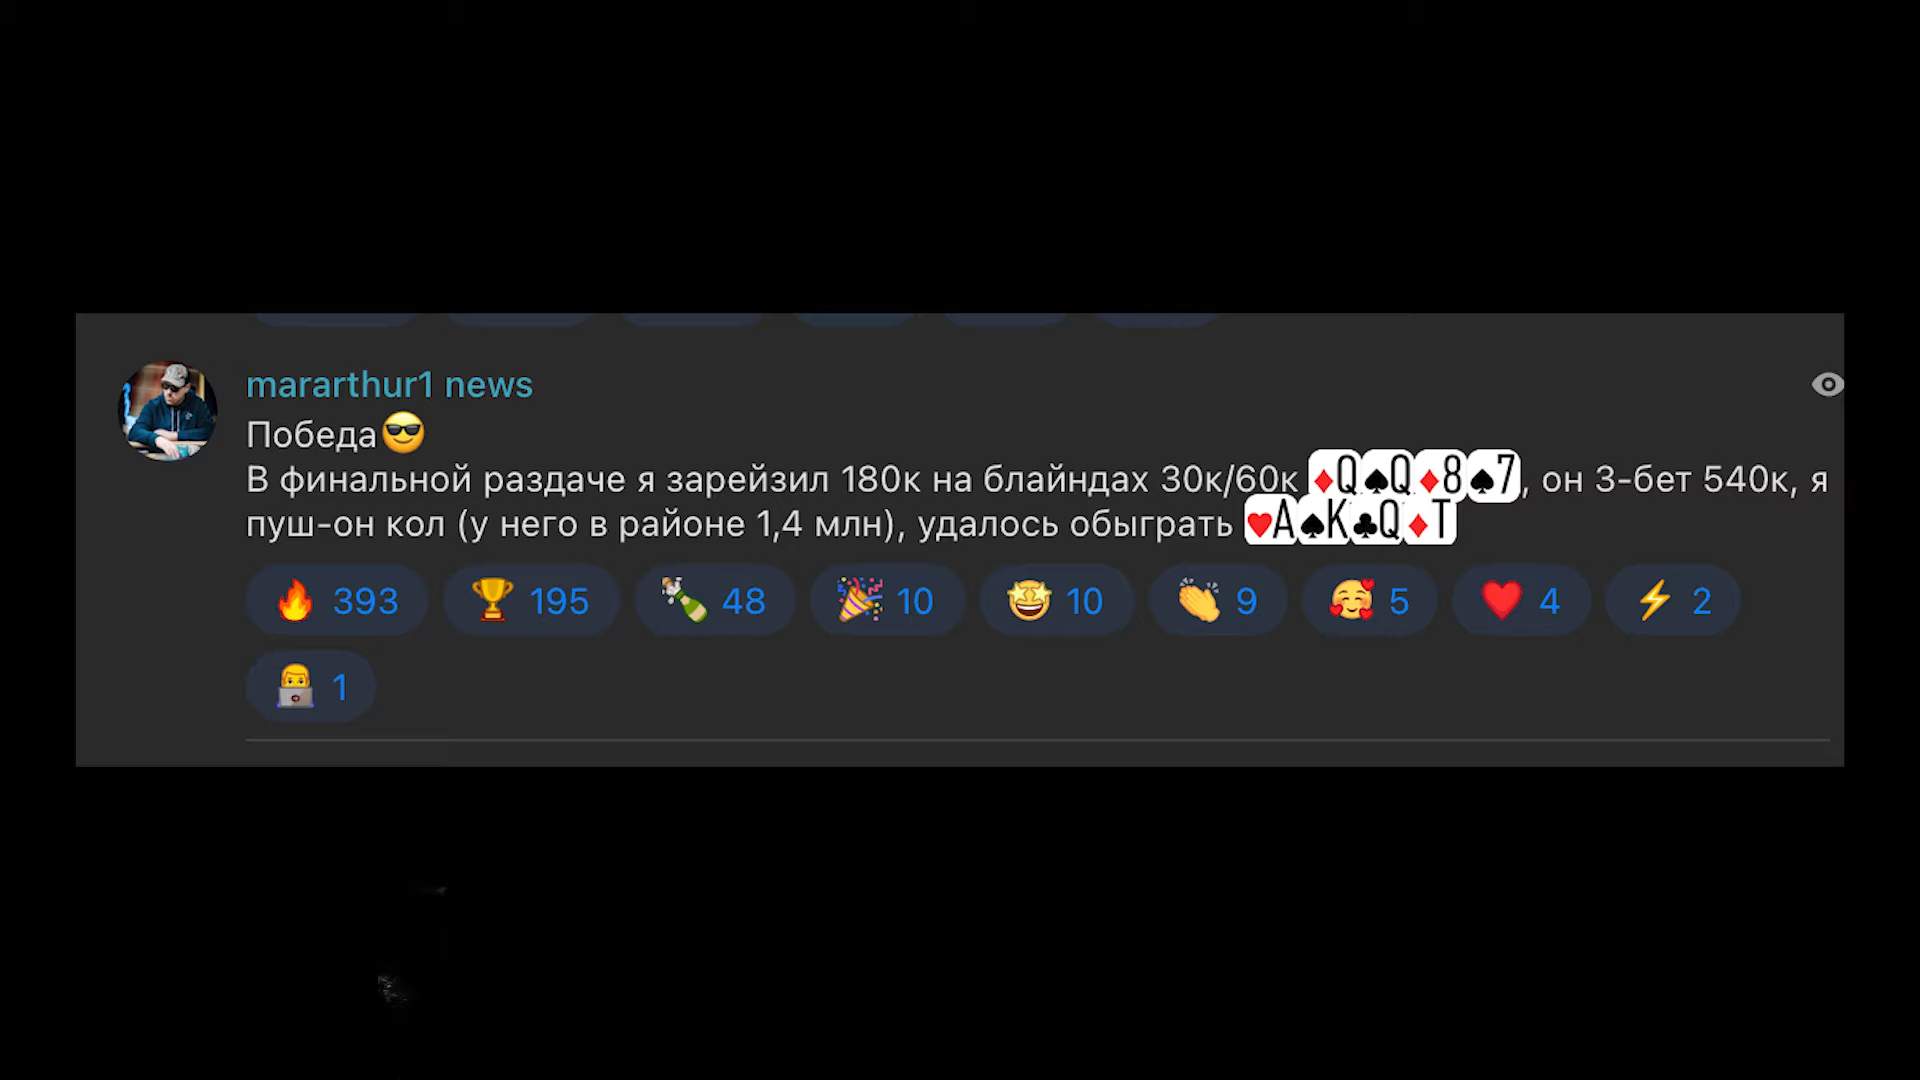 mararthur1 news
Победа😎
В финальной раздаче я зарейзил 180к на блайндах 30к/60к ♦Q♠Q♦8♠7, он 3-бет 540к, я
пуш-он кол (у него в районе 1,4 млн), удалось обыграть ♥A♠K♣Q♦T
🔥 393 🏆 195 🍾 48 🎉 10 🤩 10 👏 9 🥰 5 ❤ 4 ⚡ 2
👨‍💻 1